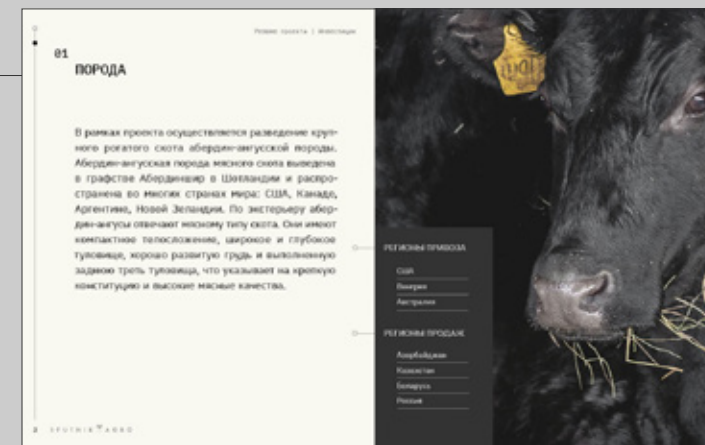 Резюме проекта | Инвестиции
01
ПОРОДА
В рамках проекта осуществляется разведение круп-
ного рогатого скота абердин-ангусской породы.
Абердин-ангусская порода мясного скота выведена
в графстве Абердиншир в Шотландии и распро-
странена во многих странах мира: США, Канаде,
Аргентине, Новой Зеландии. По экстерьеру абер-
дин-ангусы отвечают мясному типу скота. Они имеют
компактное телосложение, широкое и глубокое
туловище, хорошо развитую грудь и выполненную
заднюю треть туловища, что указывает на крепкую
конституцию и высокие мясные качества.
РЕГИОНЫ ПРИВОЗА
США
Венгрия
Австралия
РЕГИОНЫ ПРОДАЖ
Азербайджан
Казахстан
Беларусь
Россия
2 SPUTNIK AGRO